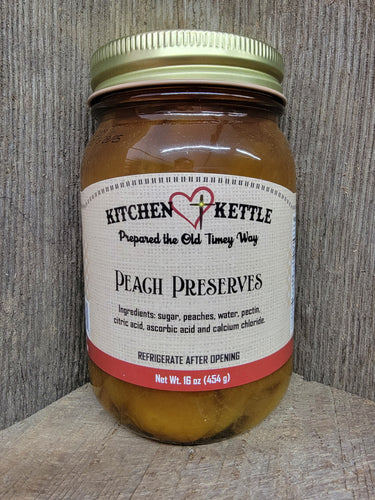 KITCHEN KETTLE
Prepared the Old Timey Way
PEACH PRESERVES
Ingredients: sugar, peaches, water, pectin,
citric acid, ascorbic acid and calcium chloride.
REFRIGERATE AFTER OPENING
Net Wt. 16 oz (454 g)